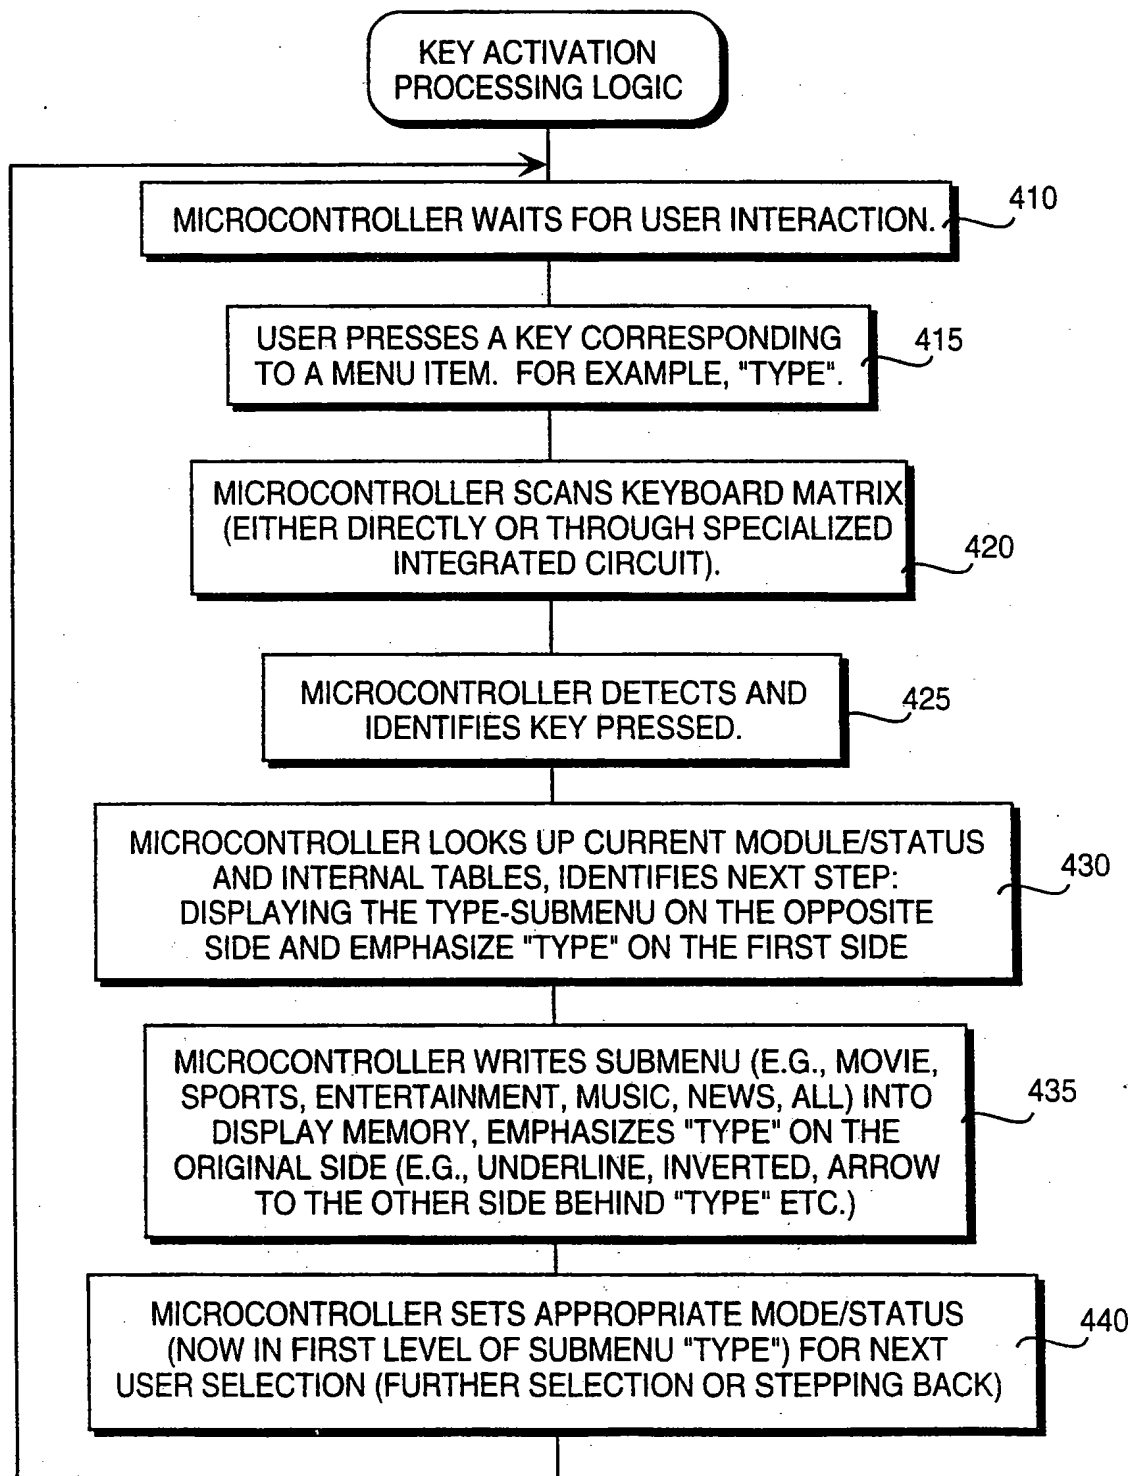 KEY ACTIVATION
PROCESSING LOGIC
MICROCONTROLLER WAITS FOR USER INTERACTION.
410
USER PRESSES A KEY CORRESPONDING
TO A MENU ITEM. FOR EXAMPLE, "TYPE".
415
MICROCONTROLLER SCANS KEYBOARD MATRIX
(EITHER DIRECTLY OR THROUGH SPECIALIZED
INTEGRATED CIRCUIT).
420
MICROCONTROLLER DETECTS AND
IDENTIFIES KEY PRESSED.
425
MICROCONTROLLER LOOKS UP CURRENT MODULE/STATUS
AND INTERNAL TABLES, IDENTIFIES NEXT STEP:
DISPLAYING THE TYPE-SUBMENU ON THE OPPOSITE
SIDE AND EMPHASIZE "TYPE" ON THE FIRST SIDE
430
MICROCONTROLLER WRITES SUBMENU (E.G., MOVIE,
SPORTS, ENTERTAINMENT, MUSIC, NEWS, ALL) INTO
DISPLAY MEMORY, EMPHASIZES "TYPE" ON THE
ORIGINAL SIDE (E.G., UNDERLINE, INVERTED, ARROW
TO THE OTHER SIDE BEHIND "TYPE" ETC.)
435
MICROCONTROLLER SETS APPROPRIATE MODE/STATUS
(NOW IN FIRST LEVEL OF SUBMENU "TYPE") FOR NEXT
USER SELECTION (FURTHER SELECTION OR STEPPING BACK)
440